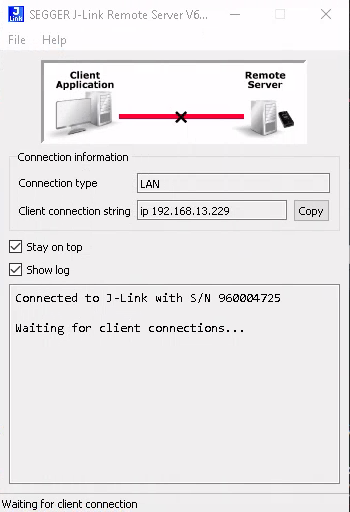 J Link SEGGER J-Link Remote Server V6...
File Help
Client Application
Remote Server
Connection information
Connection type LAN
Client connection string ip 192.168.13.229 Copy
Stay on top
Show log
Connected to J-Link with S/N 960004725
Waiting for client connections...
Waiting for client connection